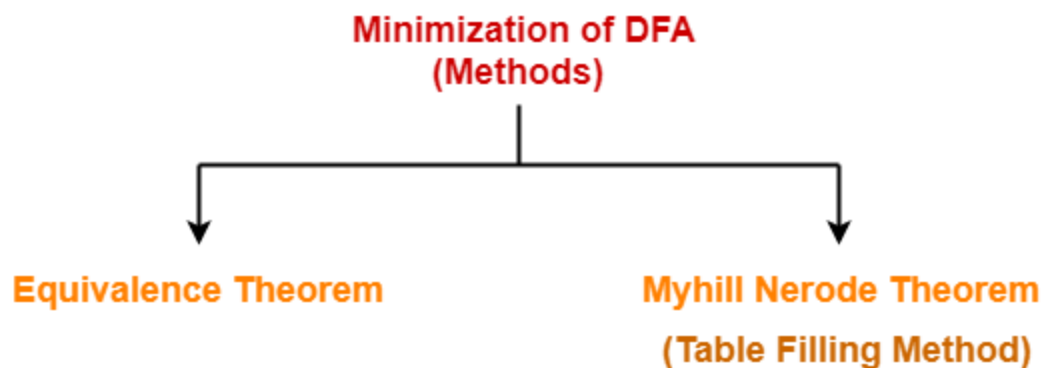 Minimization of DFA
(Methods)
Equivalence Theorem
Myhill Nerode Theorem
(Table Filling Method)